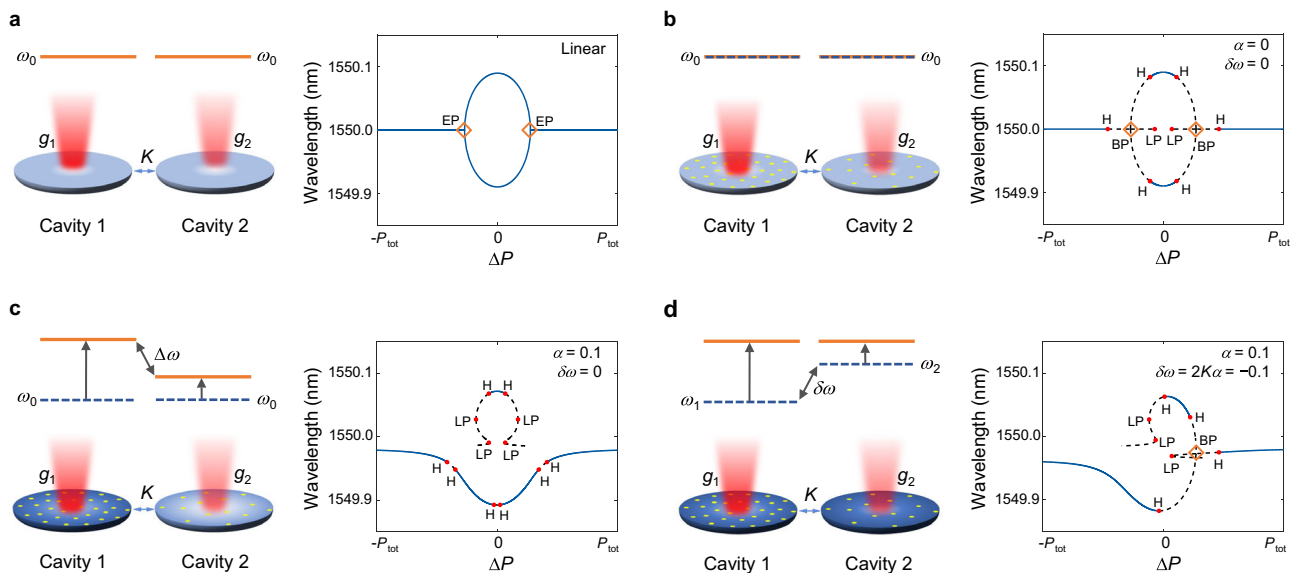 a
ω0
ω0
g1
g2
K
Cavity 1
Cavity 2
Linear
Wavelength (nm)
1550.1
1550.0
1549.9
EP
EP
-Ptot
0
Ptot
ΔP
b
ω0
ω0
g1
g2
K
Cavity 1
Cavity 2
α = 0
δω = 0
Wavelength (nm)
1550.1
1550.0
1549.9
H
H
H
H
BP
LP
LP
BP
H
H
-Ptot
0
Ptot
ΔP
c
Δω
ω0
ω0
g1
g2
K
Cavity 1
Cavity 2
α = 0.1
δω = 0
Wavelength (nm)
1550.1
1550.0
1549.9
H
H
LP
LP
LP
LP
H
H
H
H
H
H
-Ptot
0
Ptot
ΔP
d
ω2
δω
ω1
g1
g2
K
Cavity 1
Cavity 2
α = 0.1
δω = 2Kα = −0.1
Wavelength (nm)
1550.1
1550.0
1549.9
H
LP
H
LP
BP
LP
H
H
-Ptot
0
Ptot
ΔP